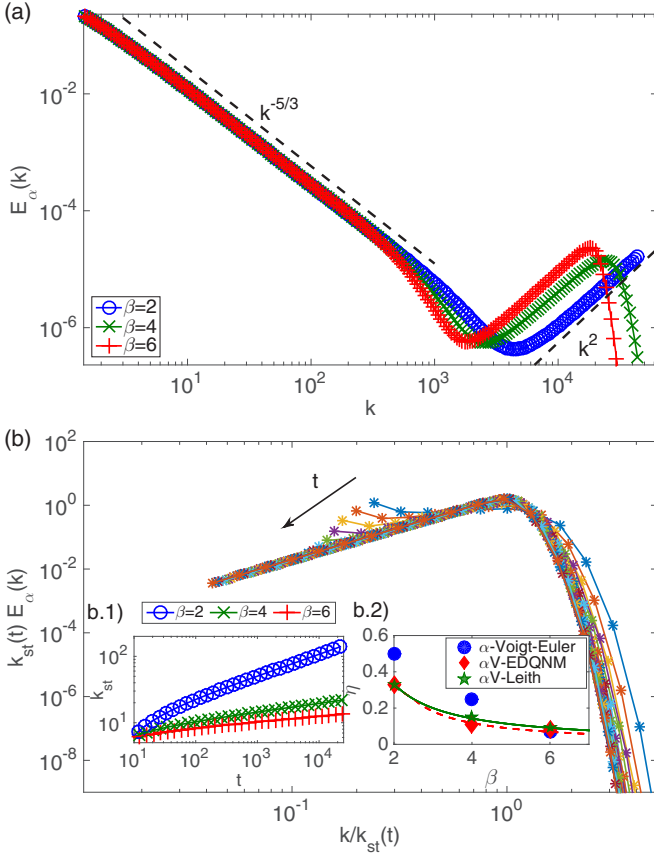 (a)
10^-2
10^-4
10^-6
E_α(k)
k^-5/3
k^2
β=2
β=4
β=6
10^1
10^2
10^3
10^4
k
(b)
10^2
10^0
10^-2
10^-4
10^-6
10^-8
k_st(t) E_α(k)
t
b.1)
β=2
β=4
β=6
10^2
10^1
k_st
10^1
10^2
10^3
10^4
t
b.2)
0.6
0.4
0.2
0
η
α-Voigt-Euler
αV-EDQNM
αV-Leith
2
4
6
β
10^-1
10^0
k/k_st(t)